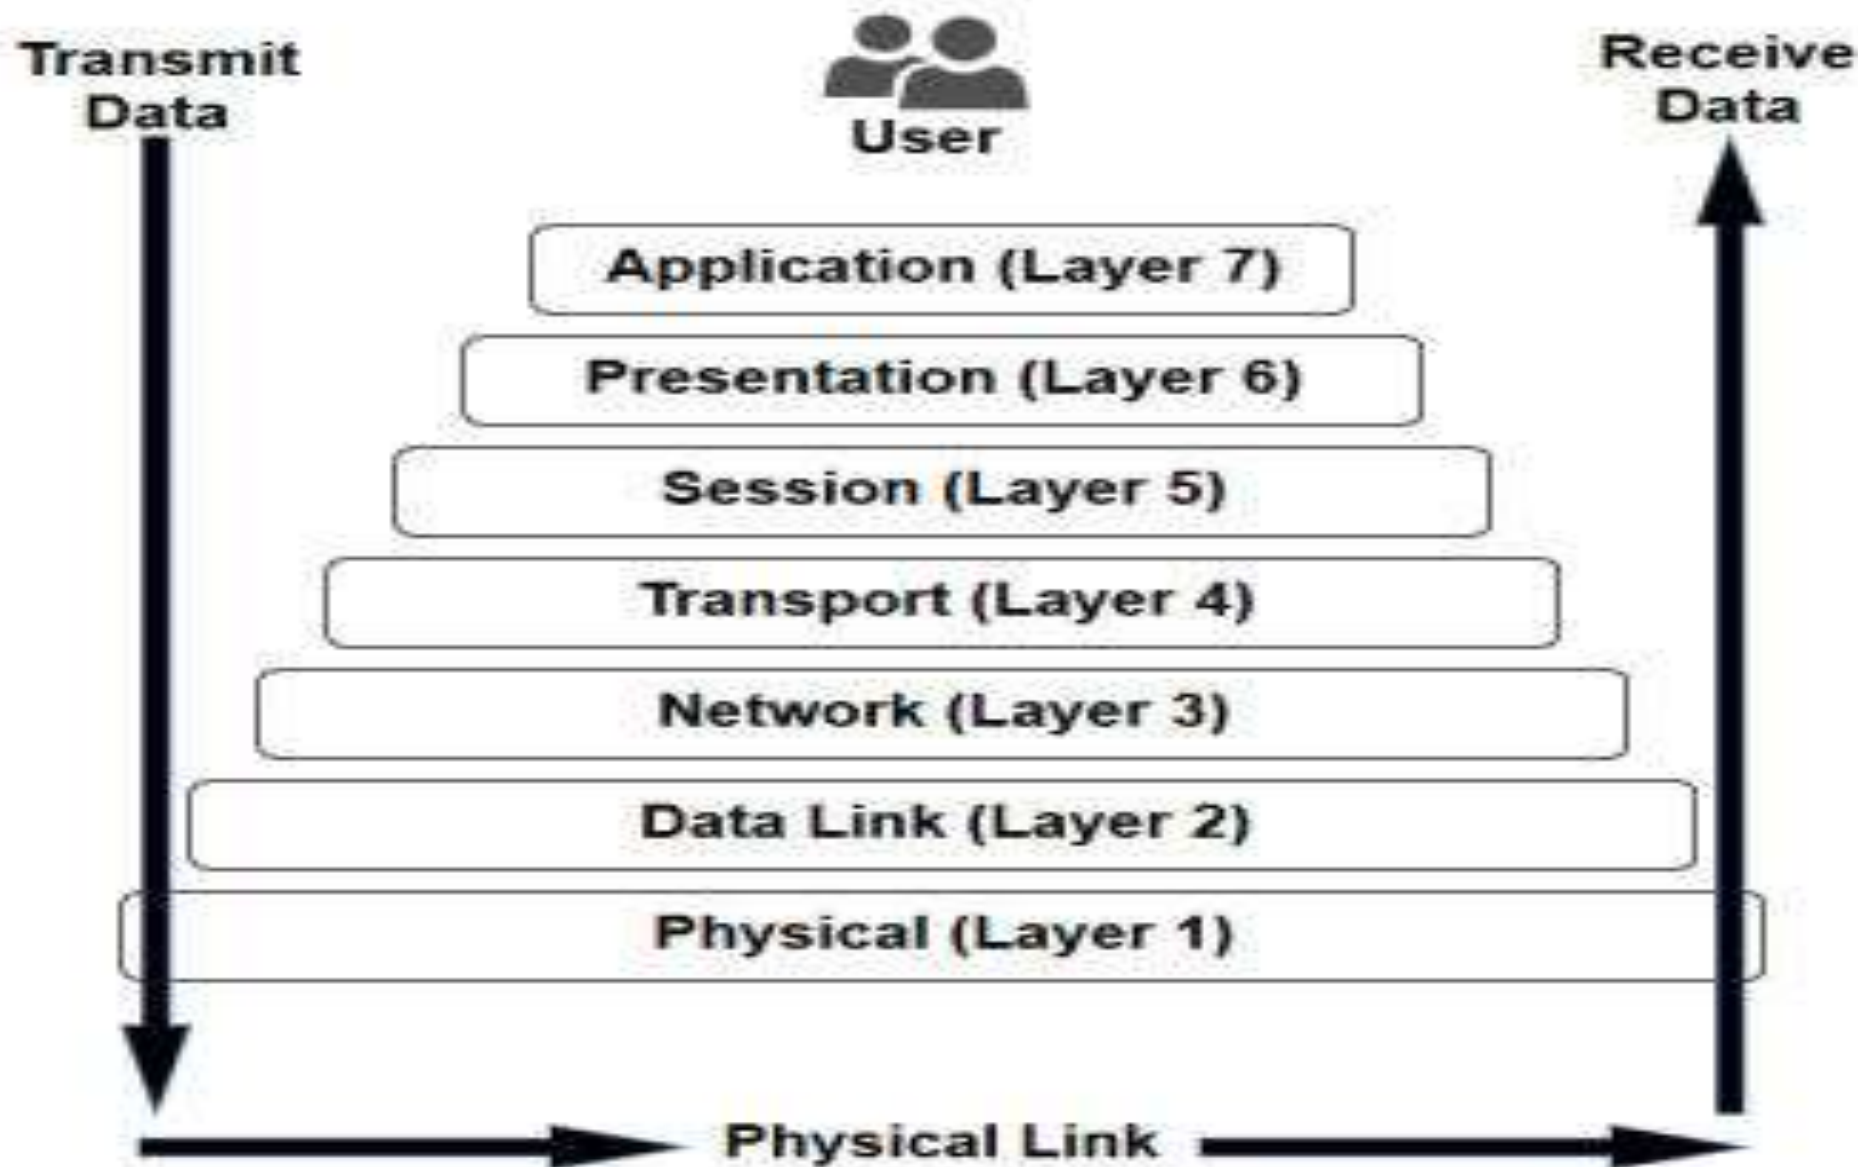 Transmit
Data
User
Receive
Data
Application (Layer 7)
Presentation (Layer 6)
Session (Layer 5)
Transport (Layer 4)
Network (Layer 3)
Data Link (Layer 2)
Physical (Layer 1)
Physical Link